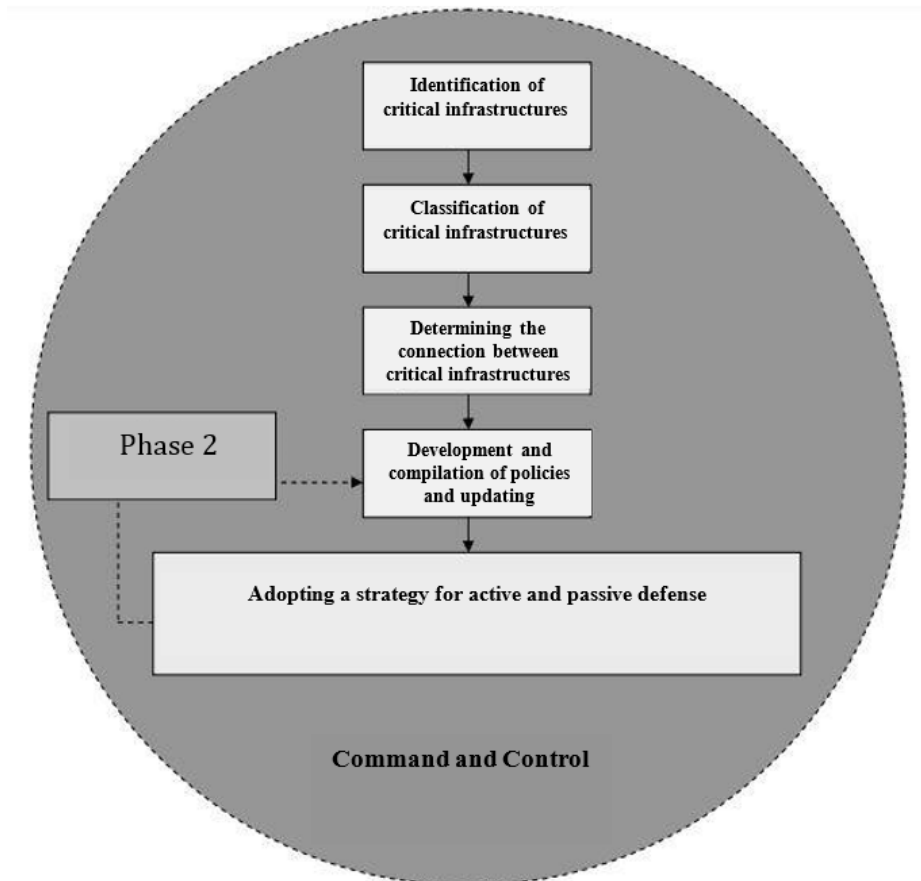 Identification of
critical infrastructures
Classification of
critical infrastructures
Determining the
connection between
critical infrastructures
Phase 2
Development and
compilation of policies
and updating
Adopting a strategy for active and passive defense
Command and Control